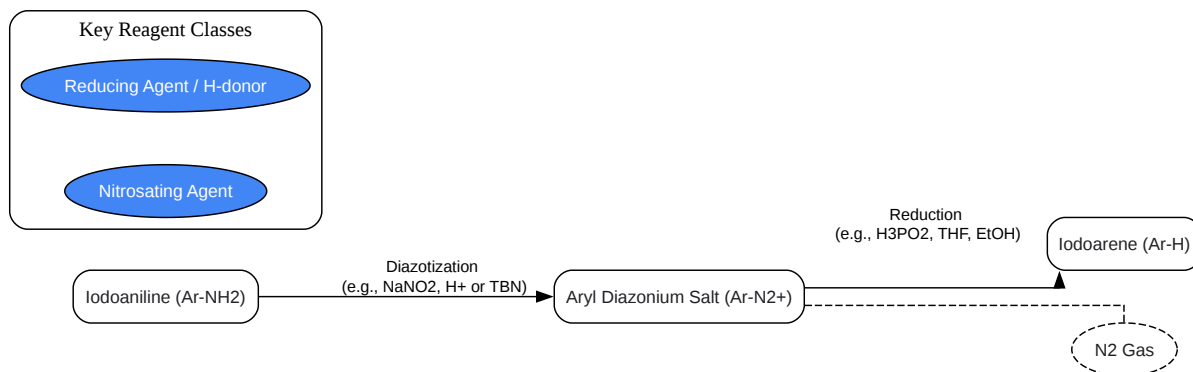 Key Reagent Classes
Reducing Agent / H-donor
Nitrosating Agent
Reduction
(e.g., H3PO2, THF, EtOH)
Iodoarene (Ar-H)
Diazotization
(e.g., NaNO2, H+ or TBN)
Iodoaniline (Ar-NH2)
Aryl Diazonium Salt (Ar-N2+)
N2 Gas